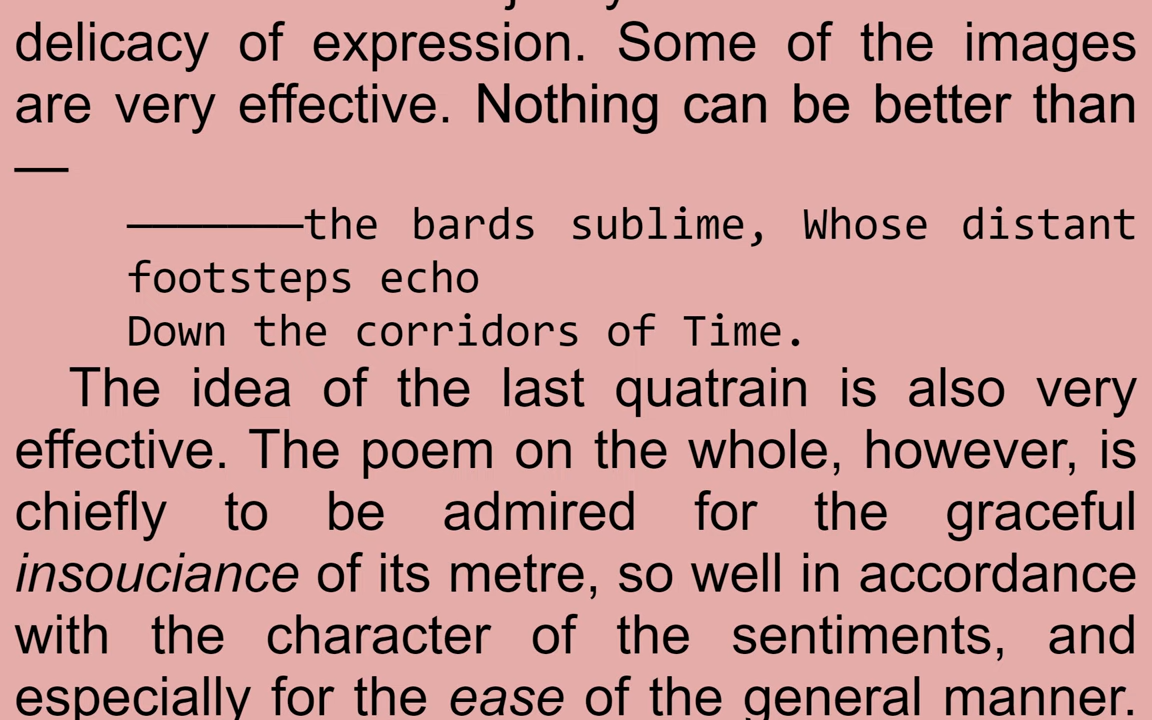 delicacy of expression. Some of the images
are very effective. Nothing can be better than
—
———————the bards sublime, Whose distant
footsteps echo
Down the corridors of Time.
The idea of the last quatrain is also very
effective. The poem on the whole, however, is
chiefly to be admired for the graceful
insouciance of its metre, so well in accordance
with the character of the sentiments, and
especially for the ease of the general manner.